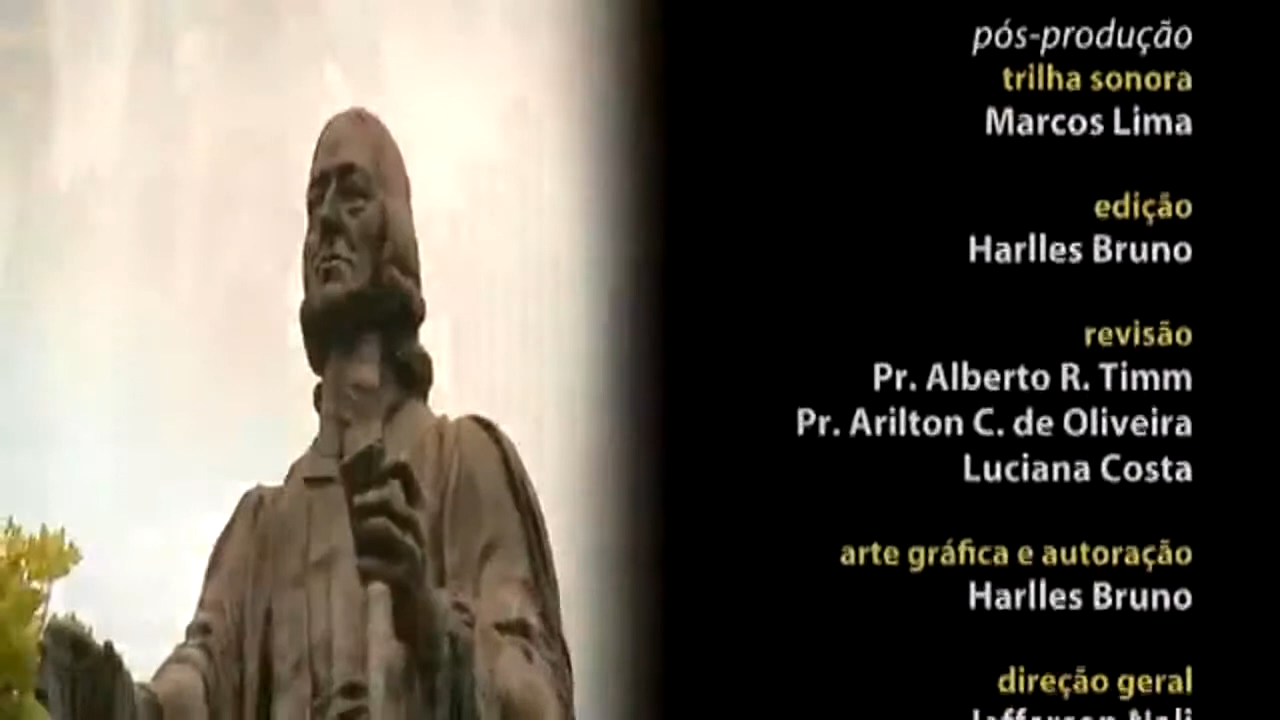 pós-produção
trilha sonora
Marcos Lima
edição
Harlles Bruno
revisão
Pr. Alberto R. Timm
Pr. Arilton C. de Oliveira
Luciana Costa
arte gráfica e autoração
Harlles Bruno
direção geral